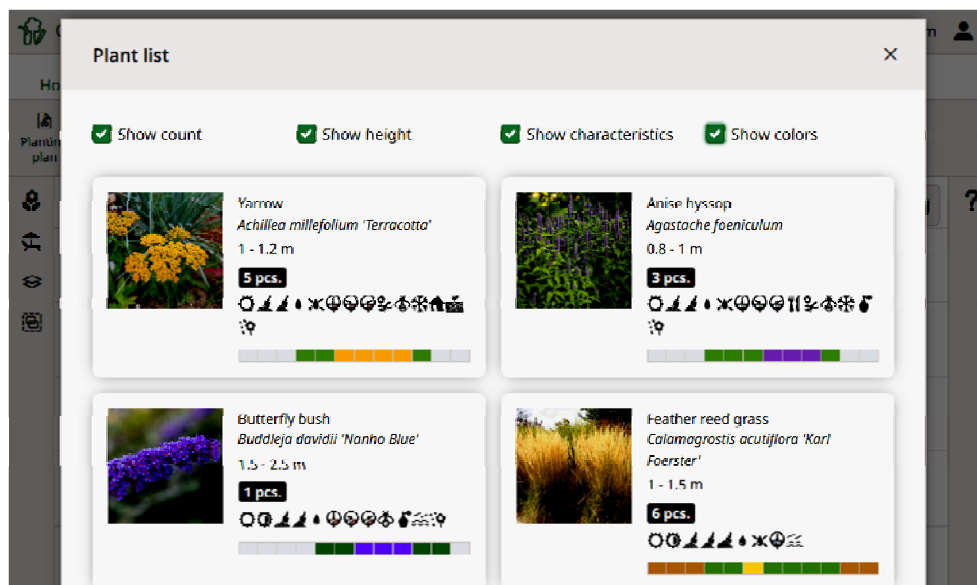 Plant list
Show count
Show height
Show characteristics
Show colors
plan
Yarrow
Achillea millefolium 'Terracotta'
1 - 1.2 m
5 pcs.
Anise hyssop
Agastache foeniculum
0.8 - 1 m
3 pcs.
Butterfly bush
Buddleja davidii 'Nanho Blue'
1.5 - 2.5 m
1 pcs.
Feather reed grass
Calamagrostis acutiflora 'Karl
Foerster'
1 - 1.5 m
6 pcs.